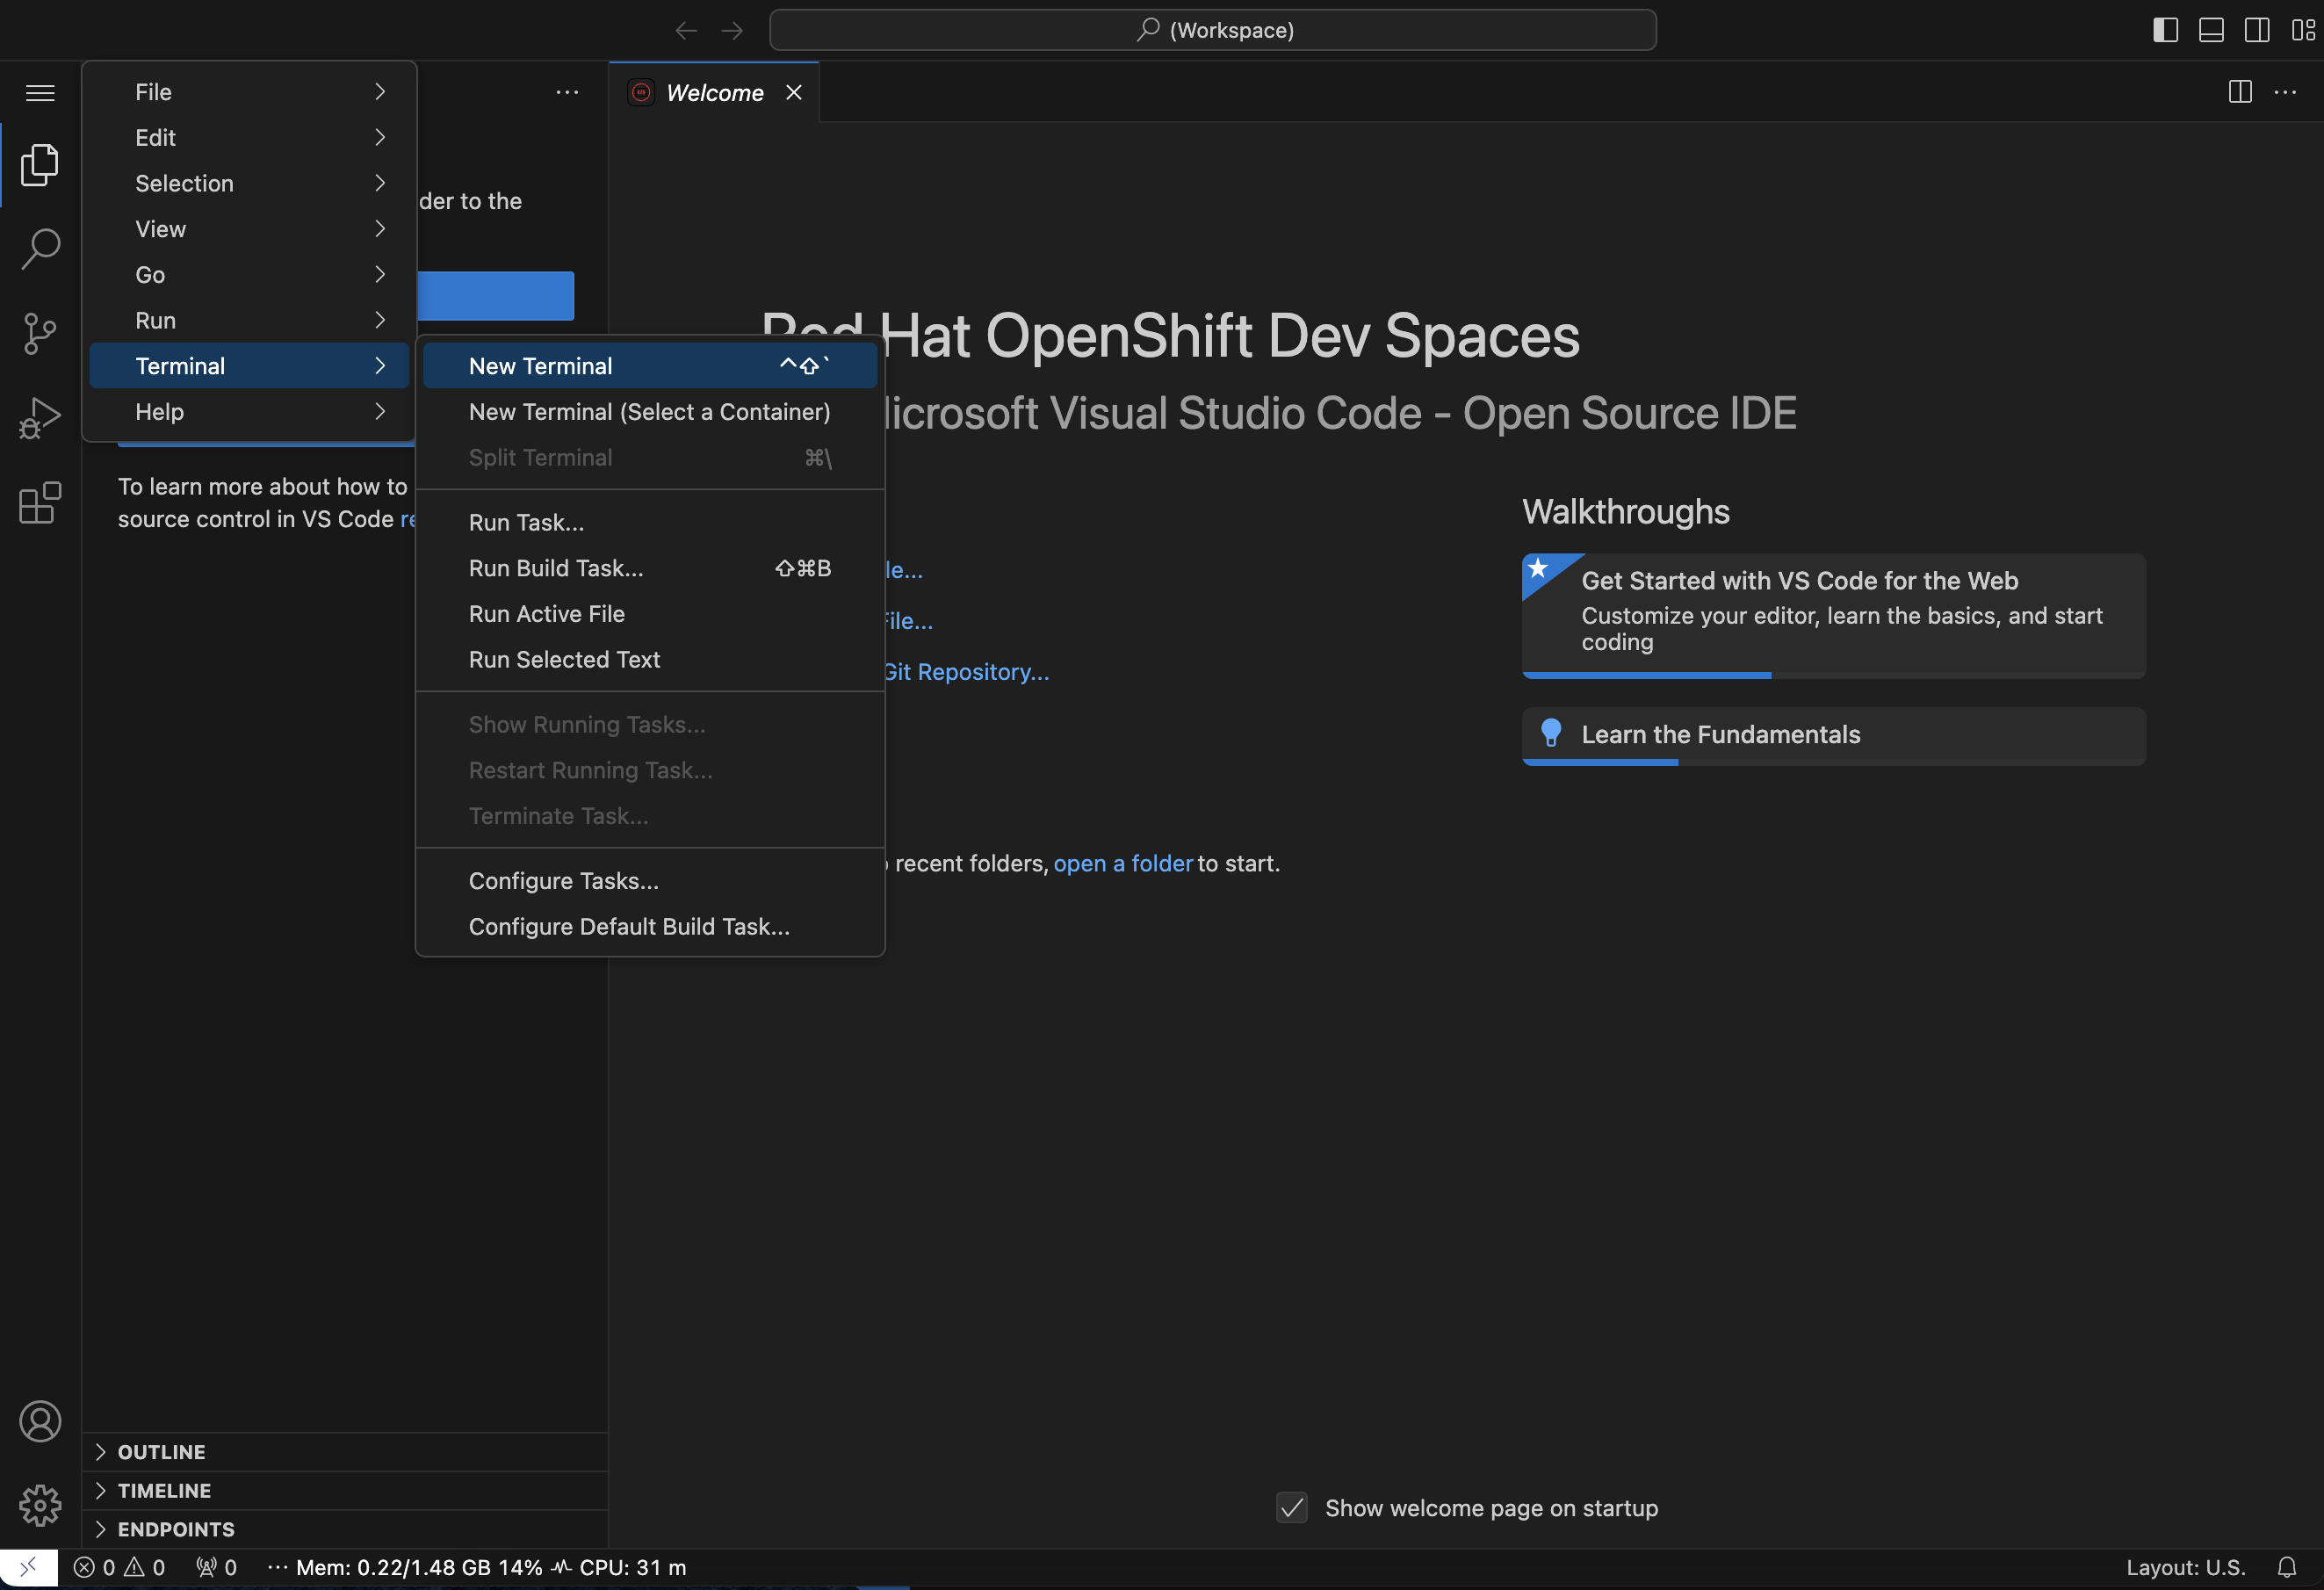 (Workspace)
File
Edit
Selection
View
Go
Run
Terminal
Help
Welcome
der to the
To learn more about how to
source control in VS Code
New Terminal ^⇧`
New Terminal (Select a Container)
Split Terminal ⌘\
Run Task...
Run Build Task... ⇧⌘B
Run Active File
Run Selected Text
Show Running Tasks...
Restart Running Task...
Terminate Task...
Configure Tasks...
Configure Default Build Task...
Red Hat OpenShift Dev Spaces
icrosoft Visual Studio Code - Open Source IDE
le...
File...
Git Repository...
recent folders, open a folder to start.
Walkthroughs
Get Started with VS Code for the Web
Customize your editor, learn the basics, and start
coding
Learn the Fundamentals
Show welcome page on startup
OUTLINE
TIMELINE
ENDPOINTS
0 0 0 ··· Mem: 0.22/1.48 GB 14% CPU: 31 m
Layout: U.S.